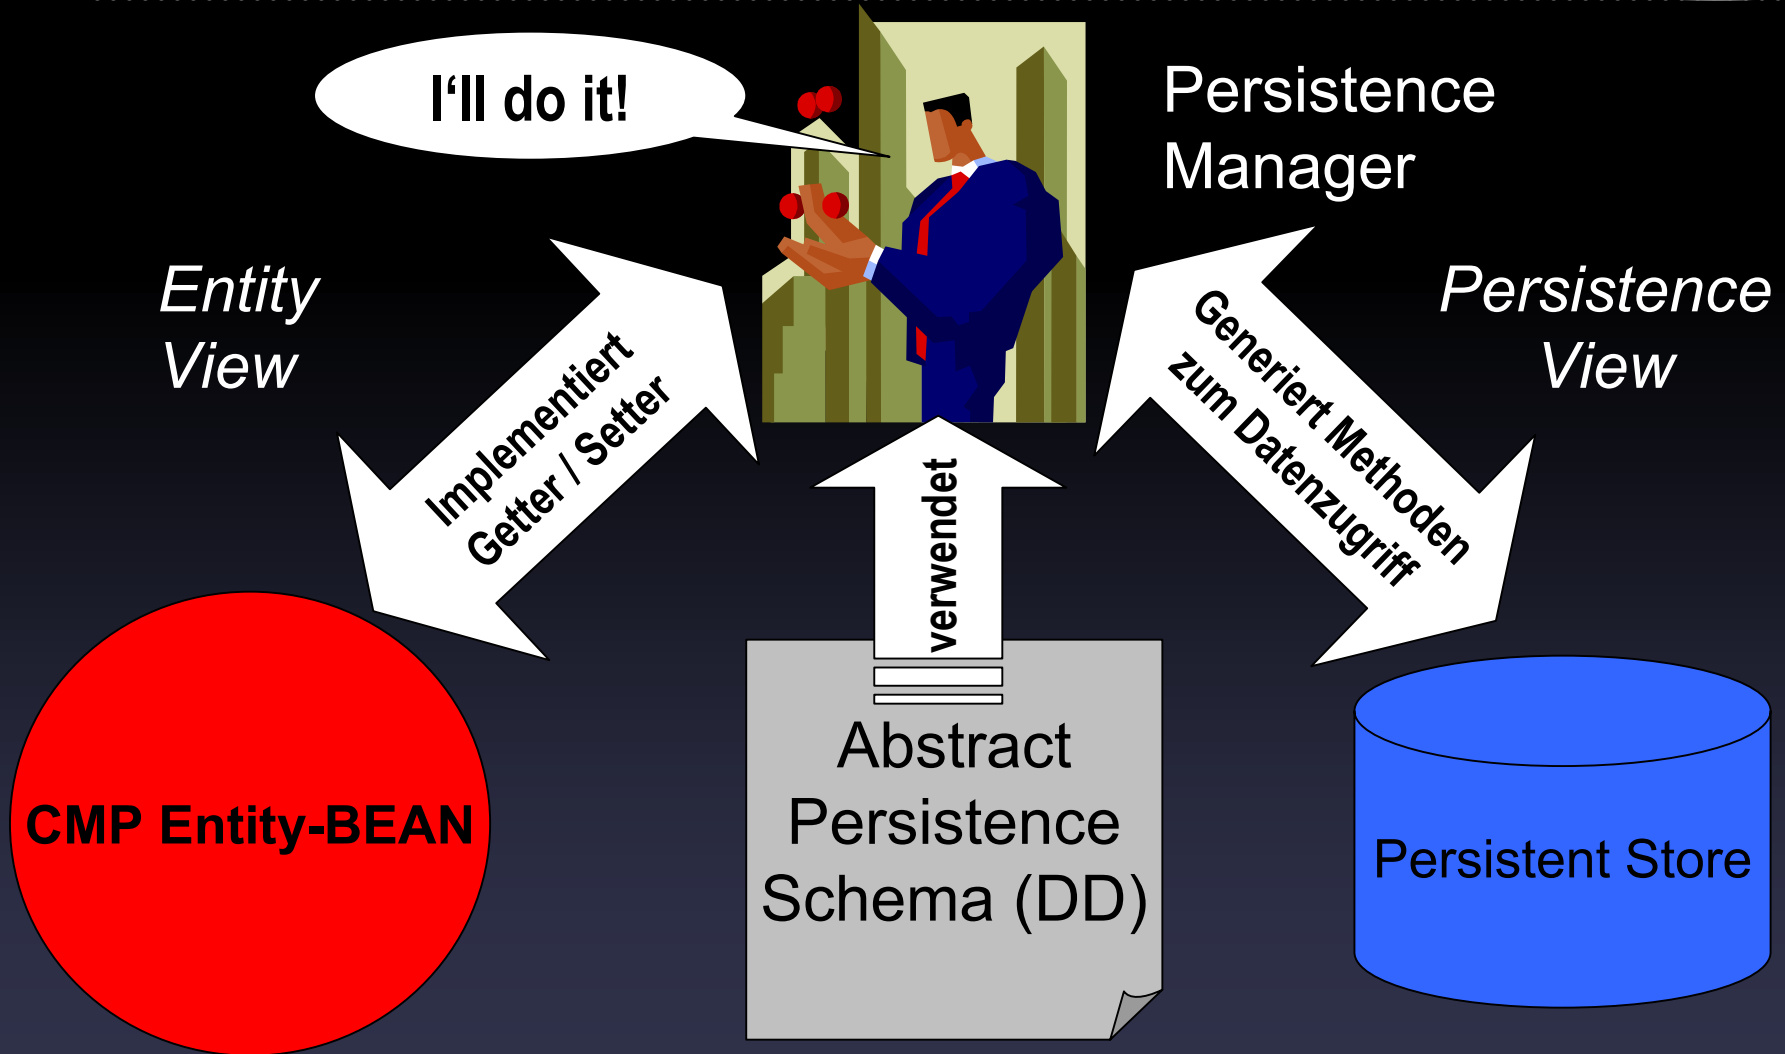 I‘ll do it!
Persistence
Manager
Entity
View
Persistence
View
Implementiert
Getter / Setter
verwendet
Generiert Methoden
zum Datenzugriff
CMP Entity-BEAN
Abstract
Persistence
Schema (DD)
Persistent Store